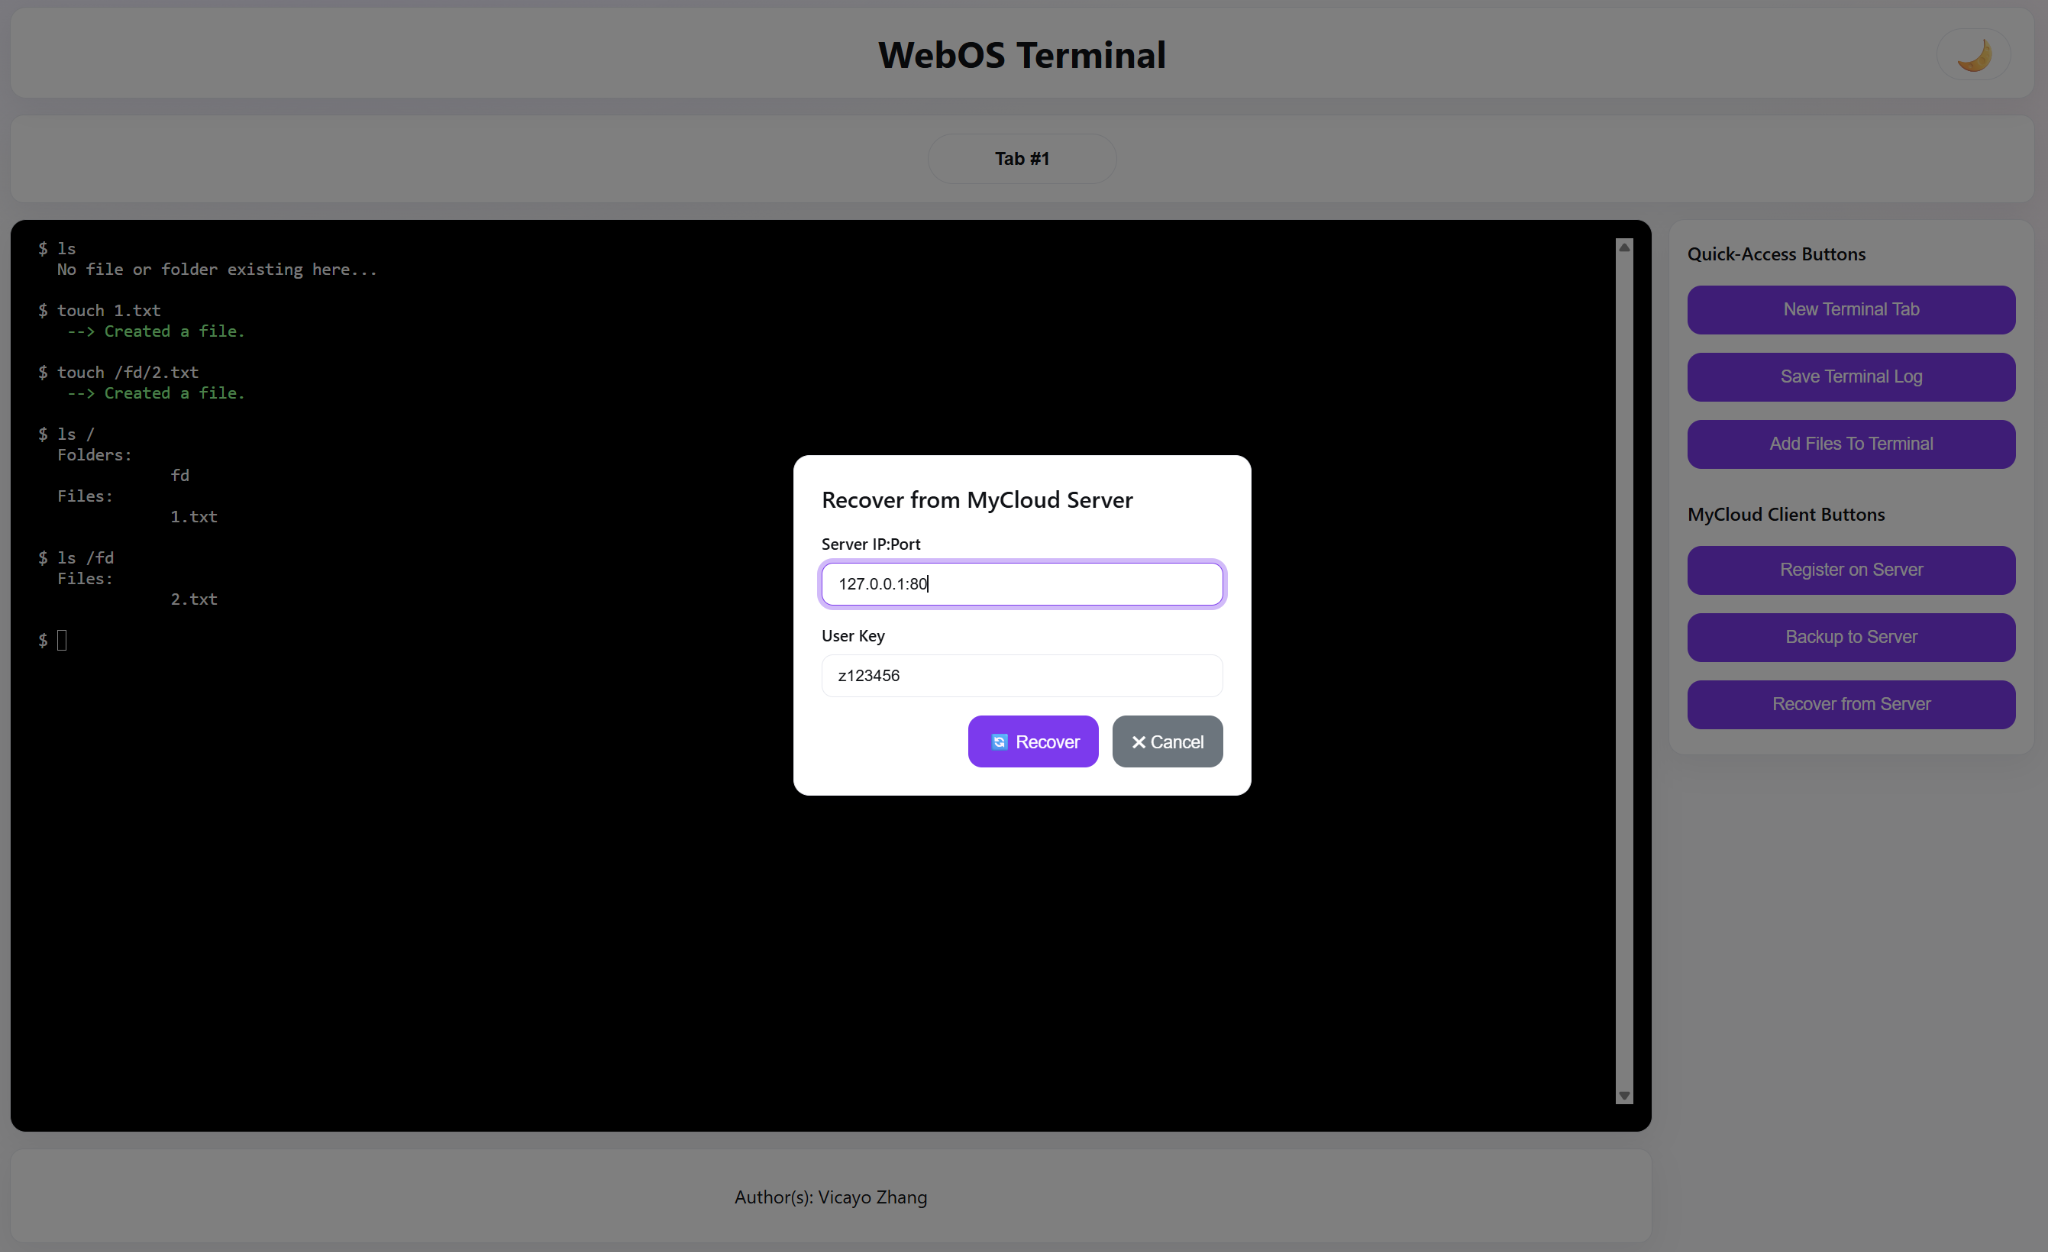 WebOS Terminal
Tab #1
$ ls
No file or folder existing here...
$ touch 1.txt
--> Created a file.
$ touch /fd/2.txt
--> Created a file.
$ ls /
Folders:
fd
Files:
1.txt
$ ls /fd
Files:
2.txt
$
Quick-Access Buttons
New Terminal Tab
Save Terminal Log
Add Files To Terminal
MyCloud Client Buttons
Register on Server
Backup to Server
Recover from Server
Recover from MyCloud Server
Server IP:Port
127.0.0.1:80
User Key
z123456
Recover
Cancel
Author(s): Vicayo Zhang